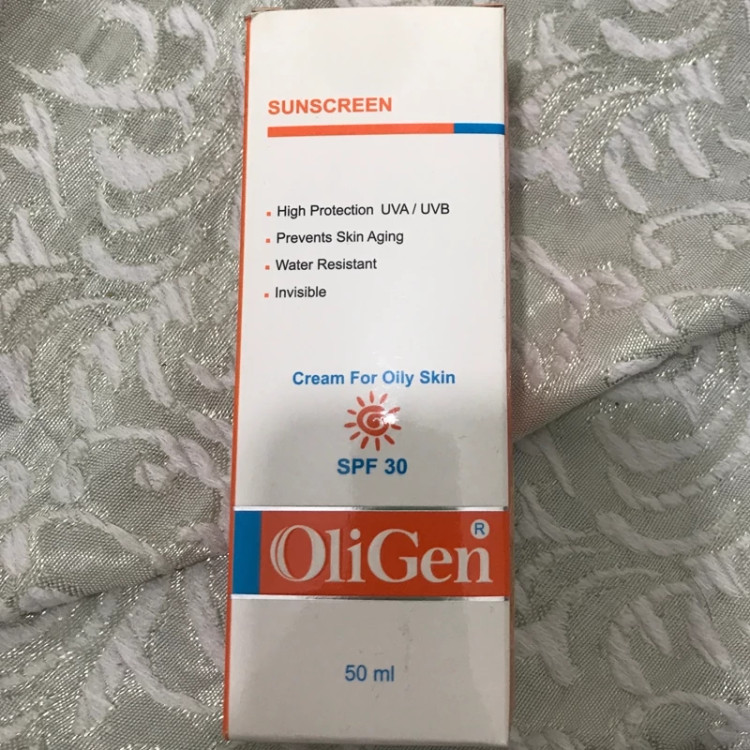 SUNSCREEN
High Protection UVA / UVB
Prevents Skin Aging
Water Resistant
Invisible
Cream For Oily Skin
SPF 30
OliGen®
50 ml